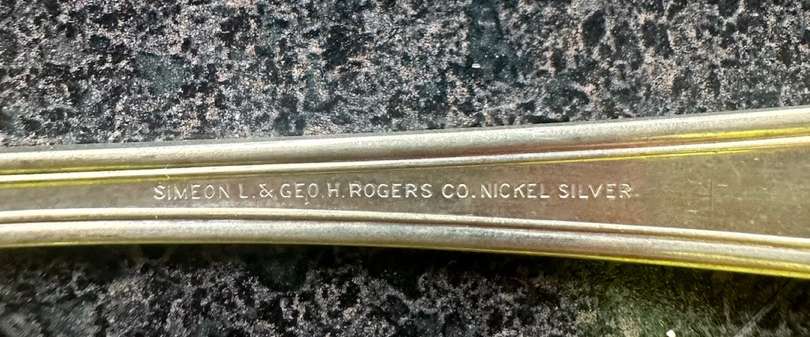 SIMEON L. & GEO. H. ROGERS CO. NICKEL SILVER